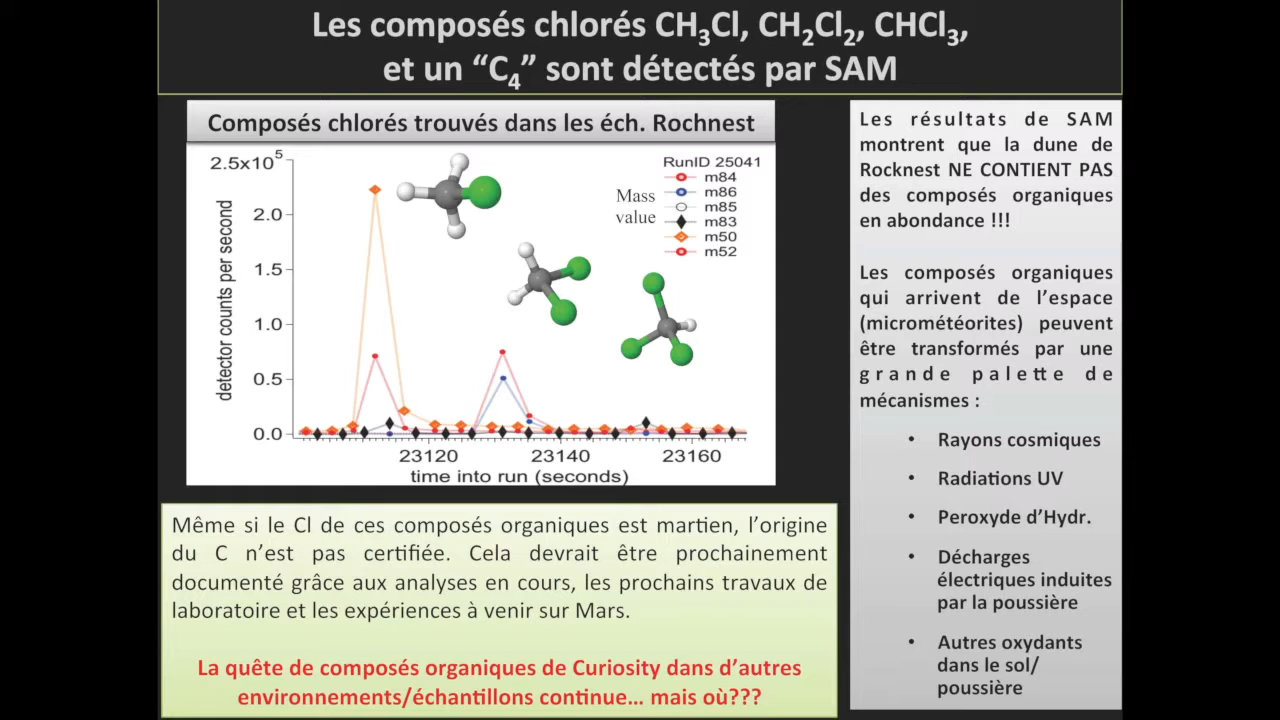 Les composés chlorés CH₃Cl, CH₂Cl₂, CHCl₃,
et un “C₄” sont détectés par SAM
Composés chlorés trouvés dans les éch. Rochnest
2.5x10⁵
2.0
1.5
1.0
0.5
0.0
detector counts per second
23120
23140
23160
time into run (seconds)
Mass
value
RunID 25041
m84
m86
m85
m83
m50
m52
Les résultats de SAM
montrent que la dune de
Rocknest NE CONTIENT PAS
des composés organiques
en abondance !!!
Les composés organiques
qui arrivent de l’espace
(micrométéorites) peuvent
être transformés par une
grande palette de
mécanismes :
• Rayons cosmiques
• Radiations UV
• Peroxyde d’Hydr.
• Décharges
électriques induites
par la poussière
• Autres oxydants
dans le sol/
poussière
Même si le Cl de ces composés organiques est martien, l’origine
du C n’est pas certifiée. Cela devrait être prochainement
documenté grâce aux analyses en cours, les prochains travaux de
laboratoire et les expériences à venir sur Mars.
La quête de composés organiques de Curiosity dans d’autres
environnements/échantillons continue… mais où???